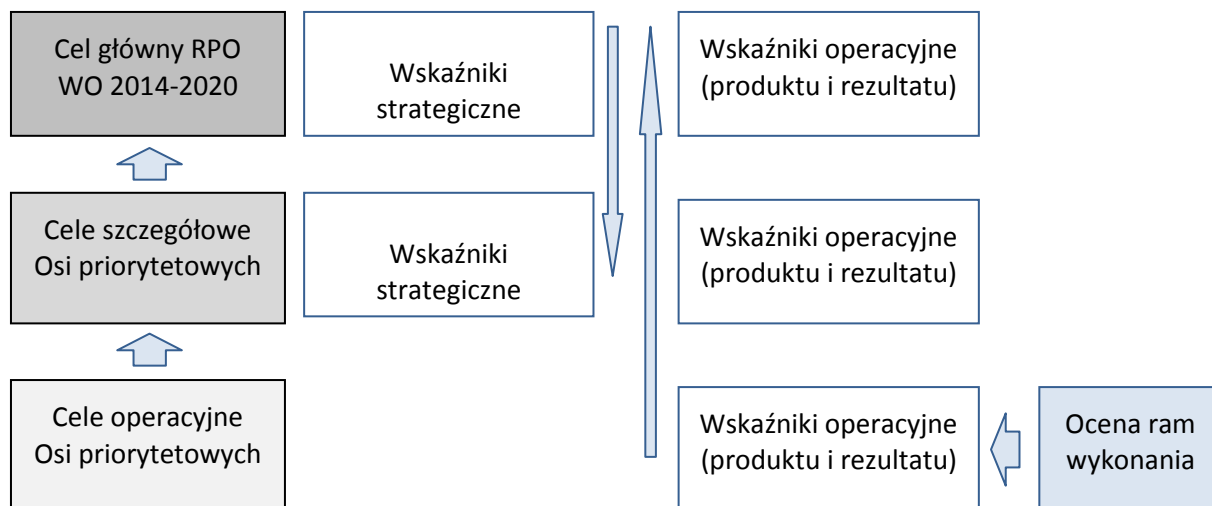 Cel główny RPO
WO 2014-2020
Wskaźniki
strategiczne
Wskaźniki operacyjne
(produktu i rezultatu)
Cele szczegółowe
Osi priorytetowych
Wskaźniki
strategiczne
Wskaźniki operacyjne
(produktu i rezultatu)
Cele operacyjne
Osi priorytetowych
Wskaźniki operacyjne
(produktu i rezultatu)
Ocena ram
wykonania